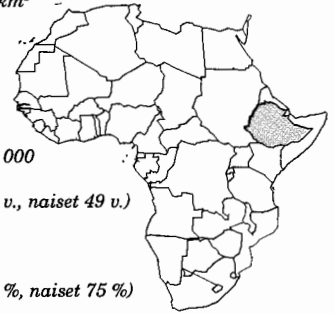 km²
000
v., naiset 49 v.)
%, naiset 75 %)